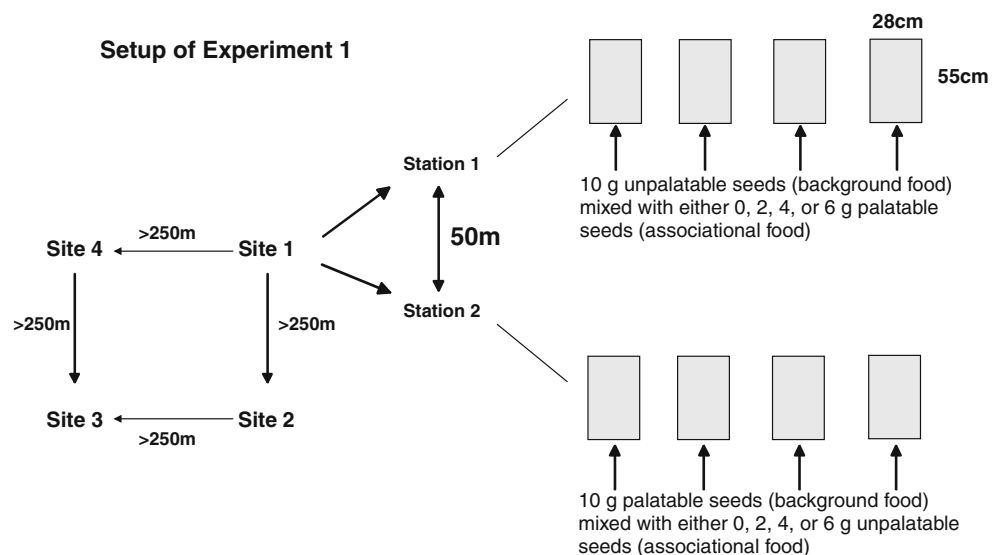 Setup of Experiment 1
28cm
55cm
Station 1
10 g unpalatable seeds (background food)
mixed with either 0, 2, 4, or 6 g palatable
seeds (associational food)
50m
Site 4
>250m
Site 1
>250m
>250m
Station 2
Site 3
>250m
Site 2
10 g palatable seeds (background food)
mixed with either 0, 2, 4, or 6 g unpalatable
seeds (associational food)